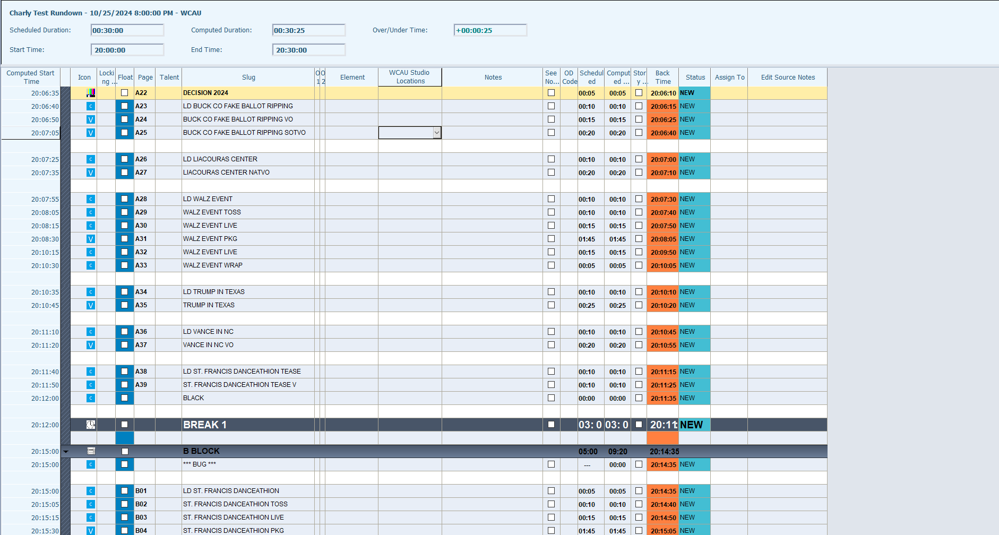 Charly Test Rundown - 10/25/2024 8:00:00 PM - WCAU
Scheduled Duration: 00:30:00 Computed Duration: 00:30:25 Over/Under Time: +00:00:25
Start Time: 20:00:00 End Time: 20:30:00
Computed Start Time Icon Locki ng ... Float Page Talent Slug O 1 O 2 Element WCAU Studio Locations Notes See No... OD Code Schedul ed Comput ed ... Stor y ... Back Time Status Assign To Edit Source Notes
20:06:35 A22 DECISION 2024 00:05 00:05 20:06:10 NEW
20:06:40 C A23 LD BUCK CO FAKE BALLOT RIPPING 00:10 00:10 20:06:15 NEW
20:06:50 V A24 BUCK CO FAKE BALLOT RIPPING VO 00:15 00:15 20:06:25 NEW
20:07:05 V A25 BUCK CO FAKE BALLOT RIPPING SOTVO 00:20 00:20 20:06:40 NEW
20:07:25 C A26 LD LIACOURAS CENTER 00:10 00:10 20:07:00 NEW
20:07:35 V A27 LIACOURAS CENTER NATVO 00:20 00:20 20:07:10 NEW
20:07:55 C A28 LD WALZ EVENT 00:10 00:10 20:07:30 NEW
20:08:05 C A29 WALZ EVENT TOSS 00:10 00:10 20:07:40 NEW
20:08:15 C A30 WALZ EVENT LIVE 00:15 00:15 20:07:50 NEW
20:08:30 V A31 WALZ EVENT PKG 01:45 01:45 20:08:05 NEW
20:10:15 C A32 WALZ EVENT LIVE 00:15 00:15 20:09:50 NEW
20:10:30 C A33 WALZ EVENT WRAP 00:05 00:05 20:10:05 NEW
20:10:35 C A34 LD TRUMP IN TEXAS 00:10 00:10 20:10:10 NEW
20:10:45 V A35 TRUMP IN TEXAS 00:25 00:25 20:10:20 NEW
20:11:10 C A36 LD VANCE IN NC 00:10 00:10 20:10:45 NEW
20:11:20 V A37 VANCE IN NC VO 00:20 00:20 20:10:55 NEW
20:11:40 C A38 LD ST. FRANCIS DANCEATHION TEASE 00:10 00:10 20:11:15 NEW
20:11:50 C A39 ST. FRANCIS DANCEATHION TEASE V 00:10 00:10 20:11:25 NEW
20:12:00 C BLACK 00:00 00:00 20:11:35 NEW
20:12:00 BREAK 1 03:0 03:0 20:11 NEW
20:15:00 B BLOCK 05:00 09:20 20:14:35
20:15:00 C *** BUG *** --- 00:00 20:14:35 NEW
20:15:00 C B01 LD ST. FRANCIS DANCEATHION 00:05 00:05 20:14:35 NEW
20:15:05 C B02 ST. FRANCIS DANCEATHION TOSS 00:10 00:10 20:14:40 NEW
20:15:15 C B03 ST. FRANCIS DANCEATHION LIVE 00:15 00:15 20:14:50 NEW
20:15:30 V B04 ST. FRANCIS DANCEATHION PKG 01:45 01:45 20:15:05 NEW